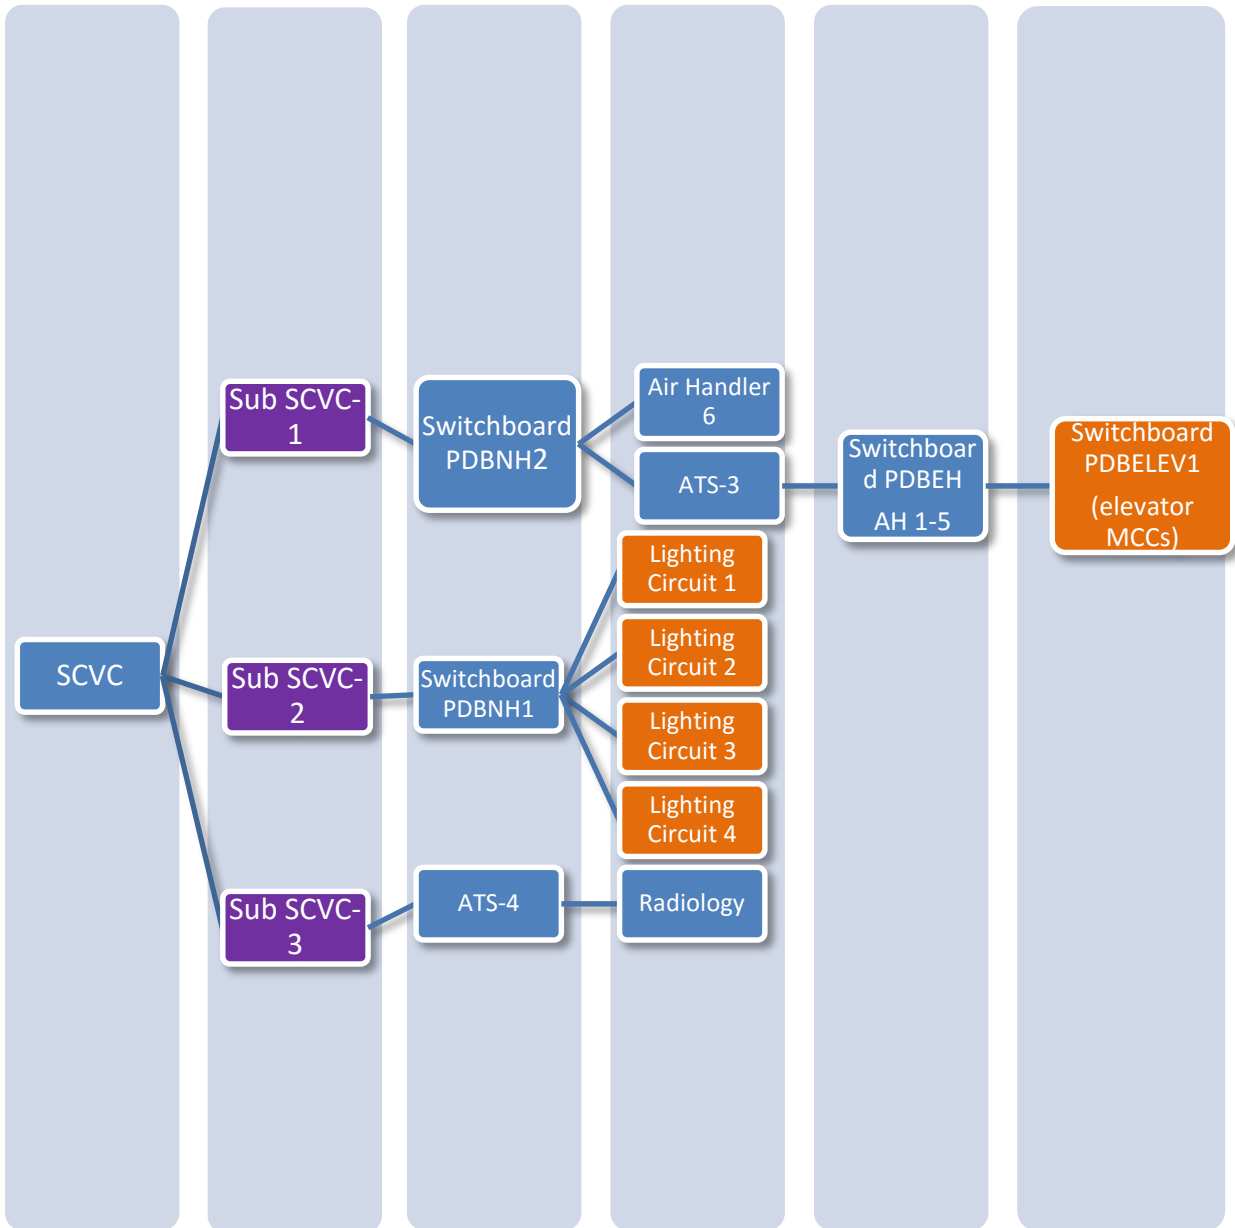 SCVC
Sub SCVC-
1
Sub SCVC-
2
Sub SCVC-
3
Switchboard
PDBNH2
Switchboard
PDBNH1
ATS-4
Air Handler
6
ATS-3
Lighting
Circuit 1
Lighting
Circuit 2
Lighting
Circuit 3
Lighting
Circuit 4
Radiology
Switchboar
d PDBEH
AH 1-5
Switchboard
PDBELEV1
(elevator
MCCs)